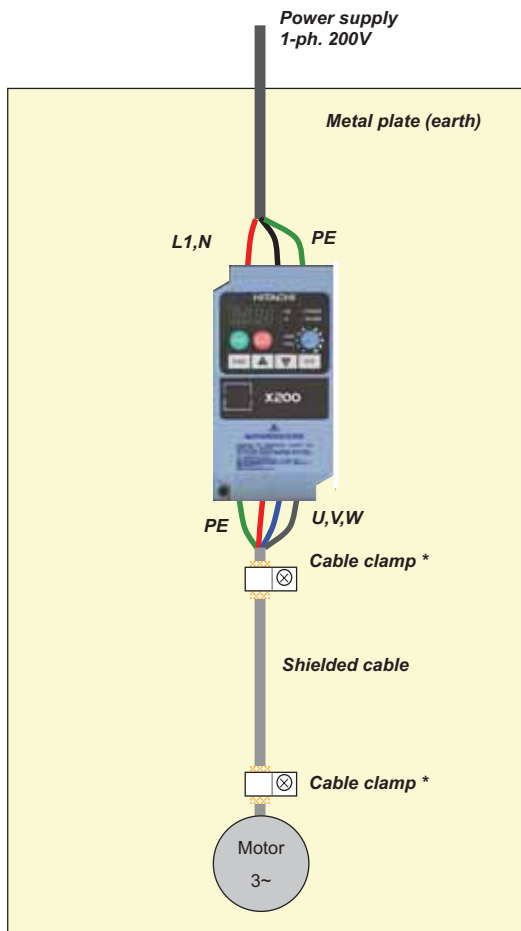 Power supply
1-ph. 200V
Metal plate (earth)
L1,N
PE
HITACHI
X200
PE
U,V,W
Cable clamp *
Shielded cable
Cable clamp *
Motor
3~